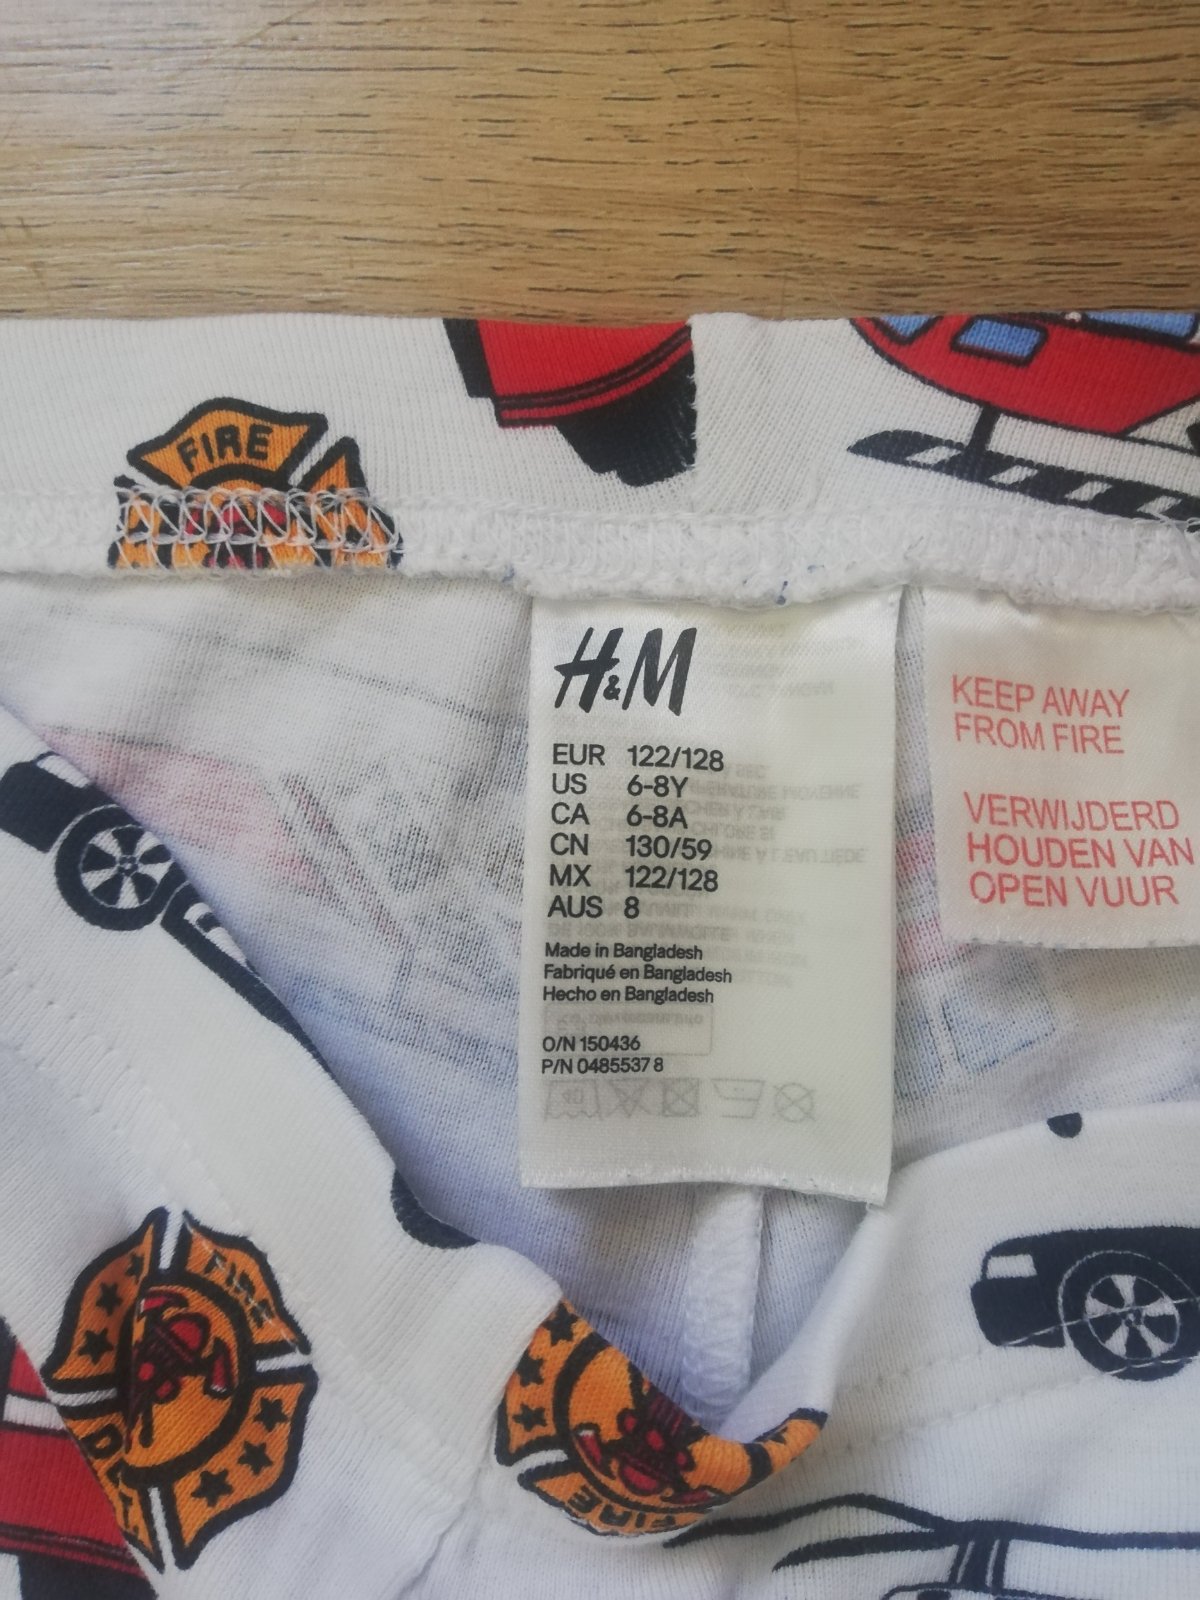 FIRE
H&M
EUR 122/128
US 6-8Y
CA 6-8A
CN 130/59
MX 122/128
AUS 8
Made in Bangladesh
Fabriqué en Bangladesh
Hecho en Bangladesh
O/N 150436
P/N 0485537 8
KEEP AWAY
FROM FIRE
VERWIJDERD
HOUDEN VAN
OPEN VUUR
FIRE
FIRE